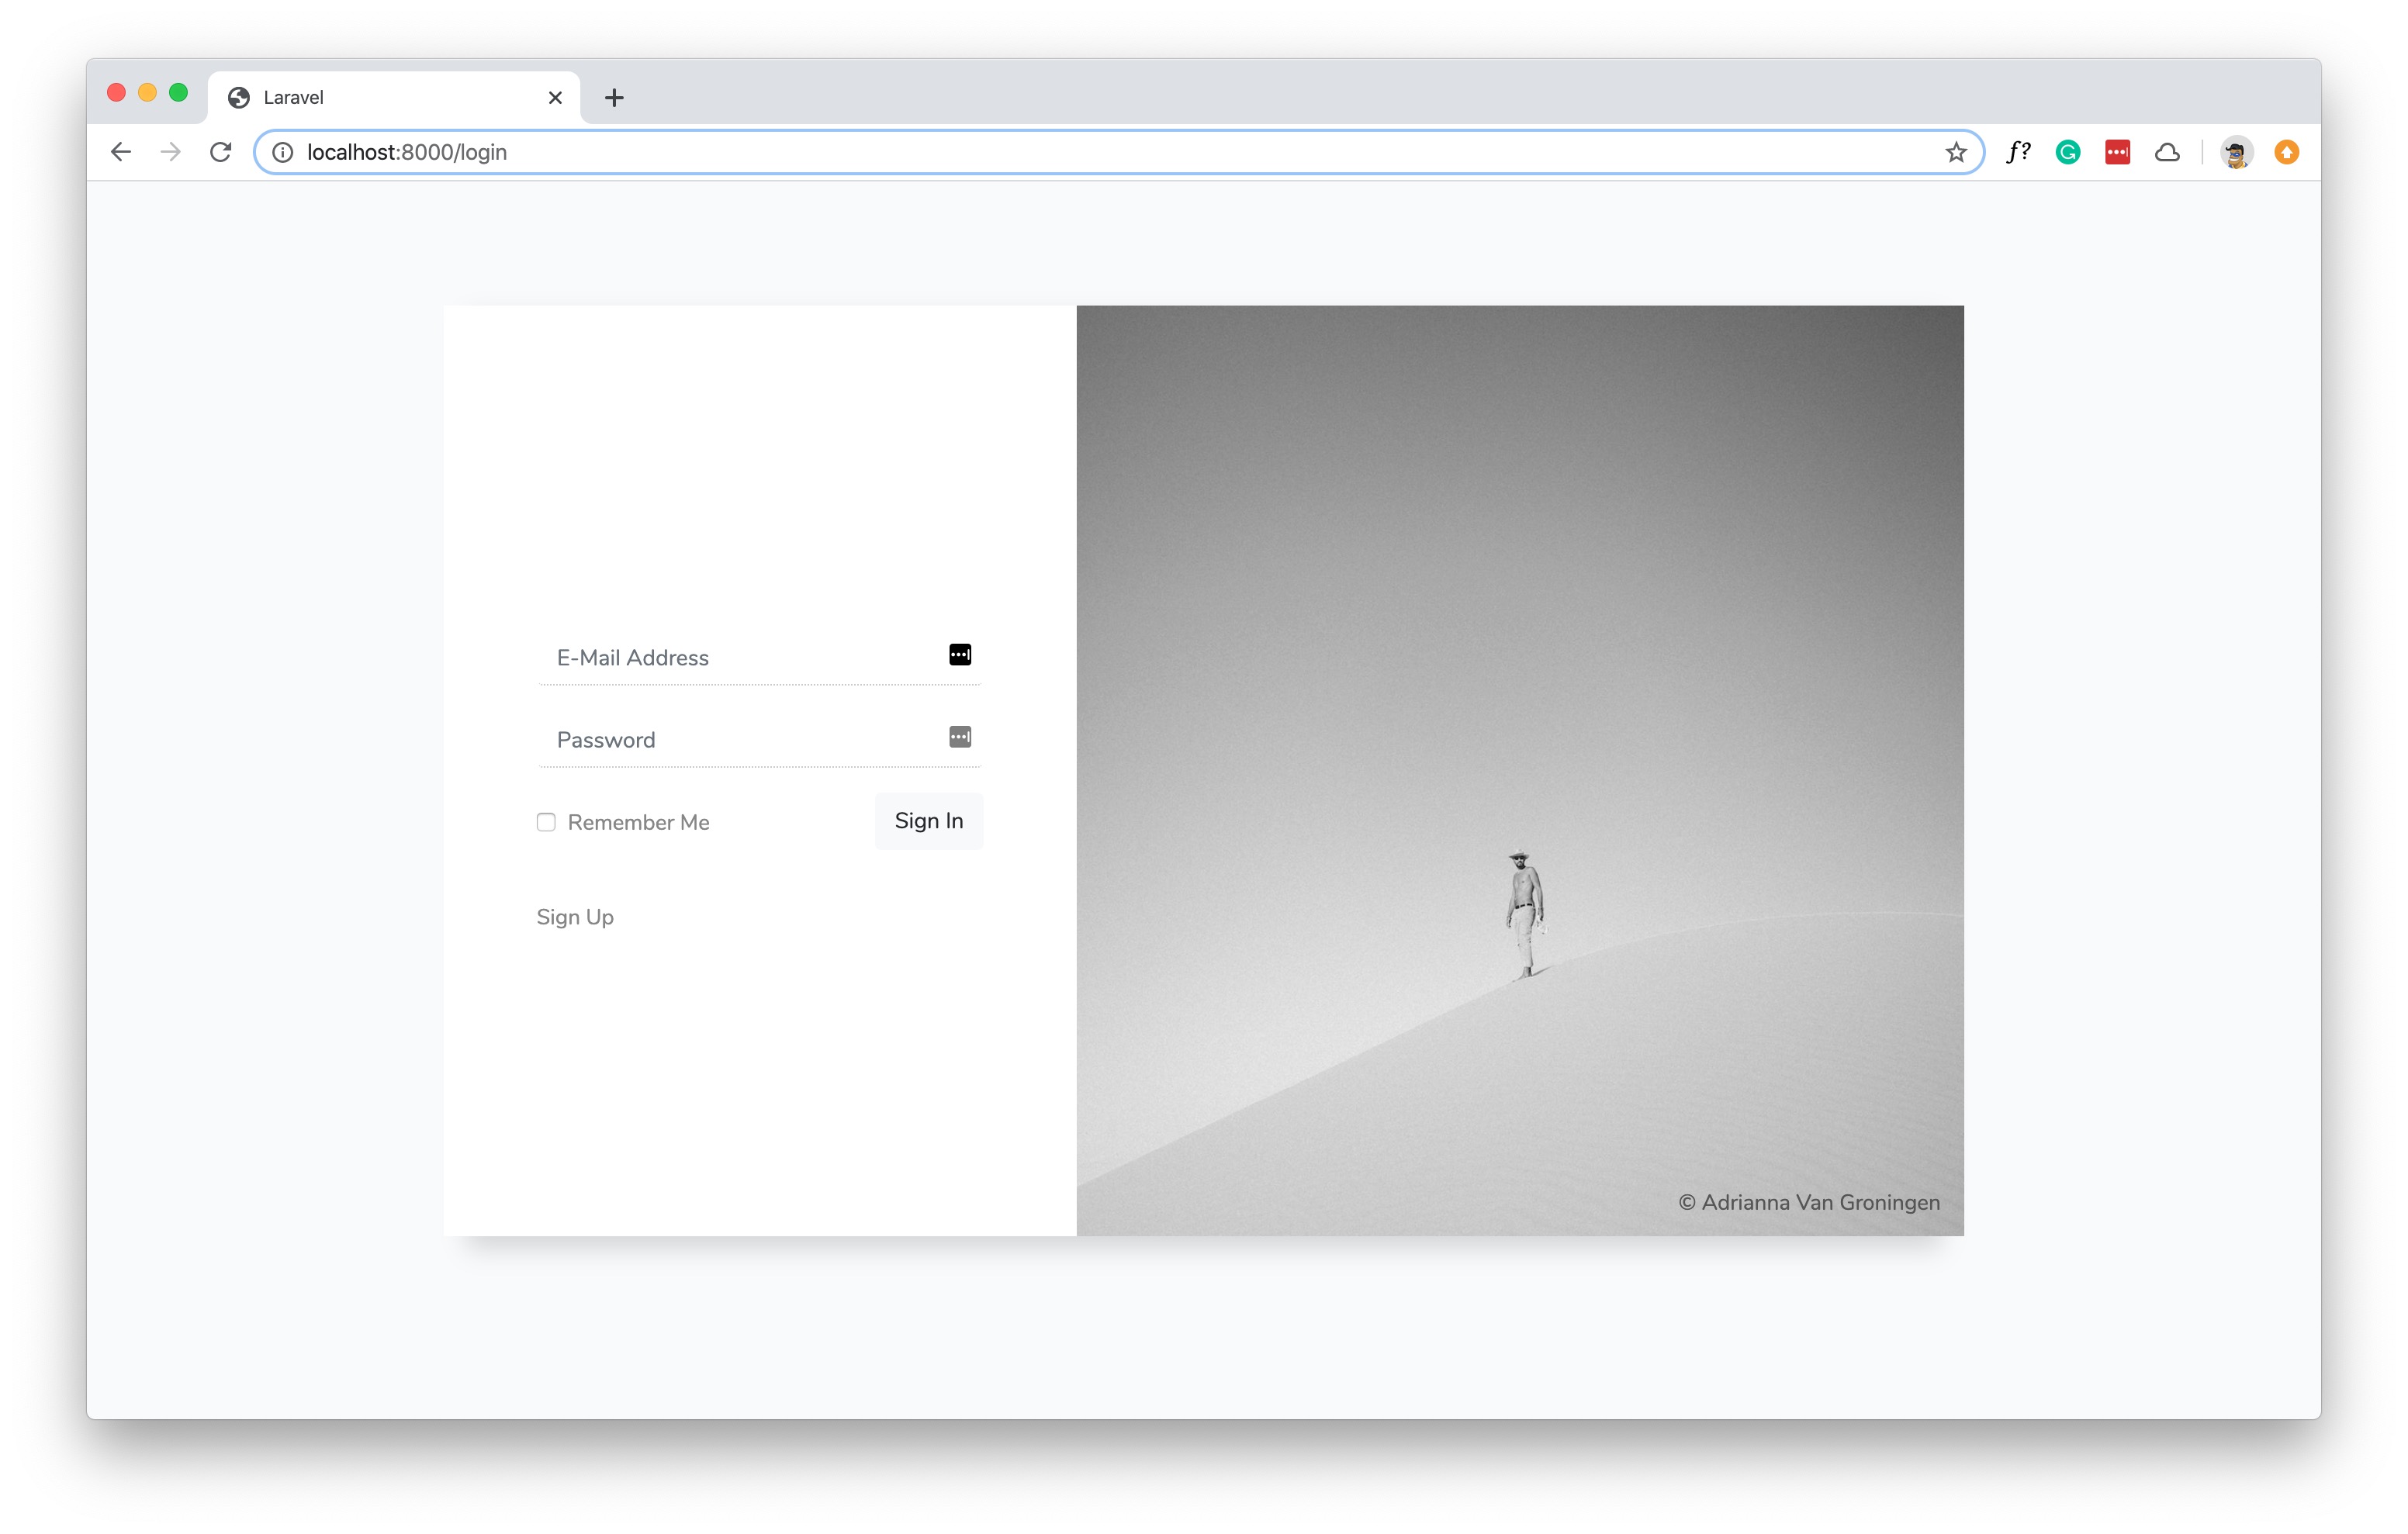 Laravel
localhost:8000/login
f?
E-Mail Address
Password
Remember Me
Sign In
Sign Up
© Adrianna Van Groningen